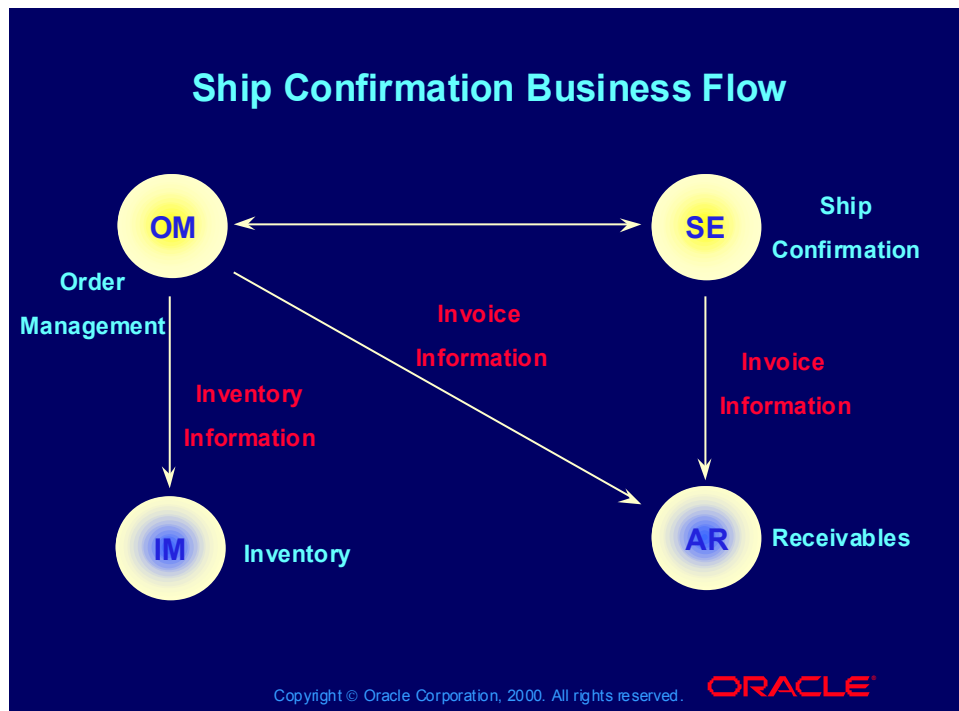 Ship Confirmation Business Flow
OM
SE
Ship
Confirmation
Order
Management
Invoice
Information
Invoice
Information
Inventory
Information
IM
Inventory
AR
Receivables
Copyright © Oracle Corporation, 2000. All rights reserved.
ORACLE®